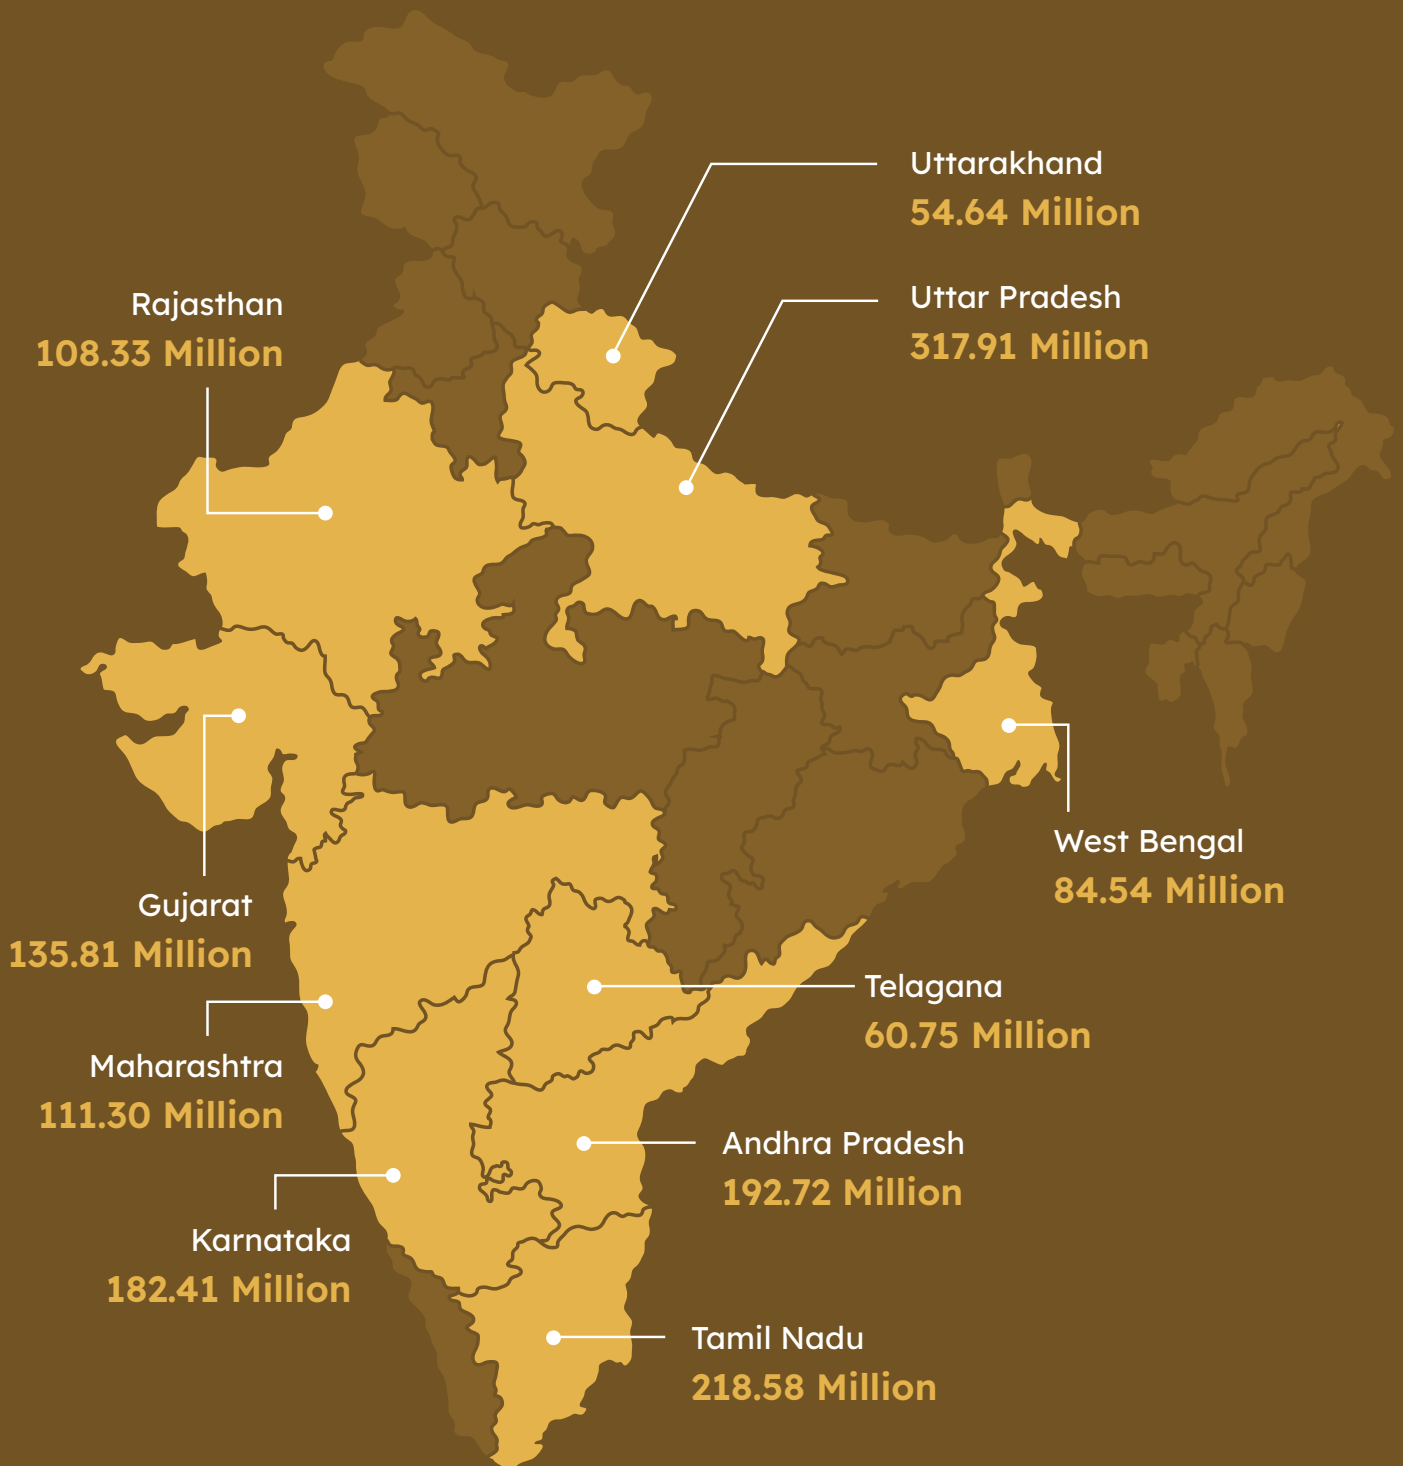 Uttarakhand
54.64 Million
Uttar Pradesh
317.91 Million
Rajasthan
108.33 Million
West Bengal
84.54 Million
Gujarat
135.81 Million
Telagana
60.75 Million
Maharashtra
111.30 Million
Andhra Pradesh
192.72 Million
Karnataka
182.41 Million
Tamil Nadu
218.58 Million